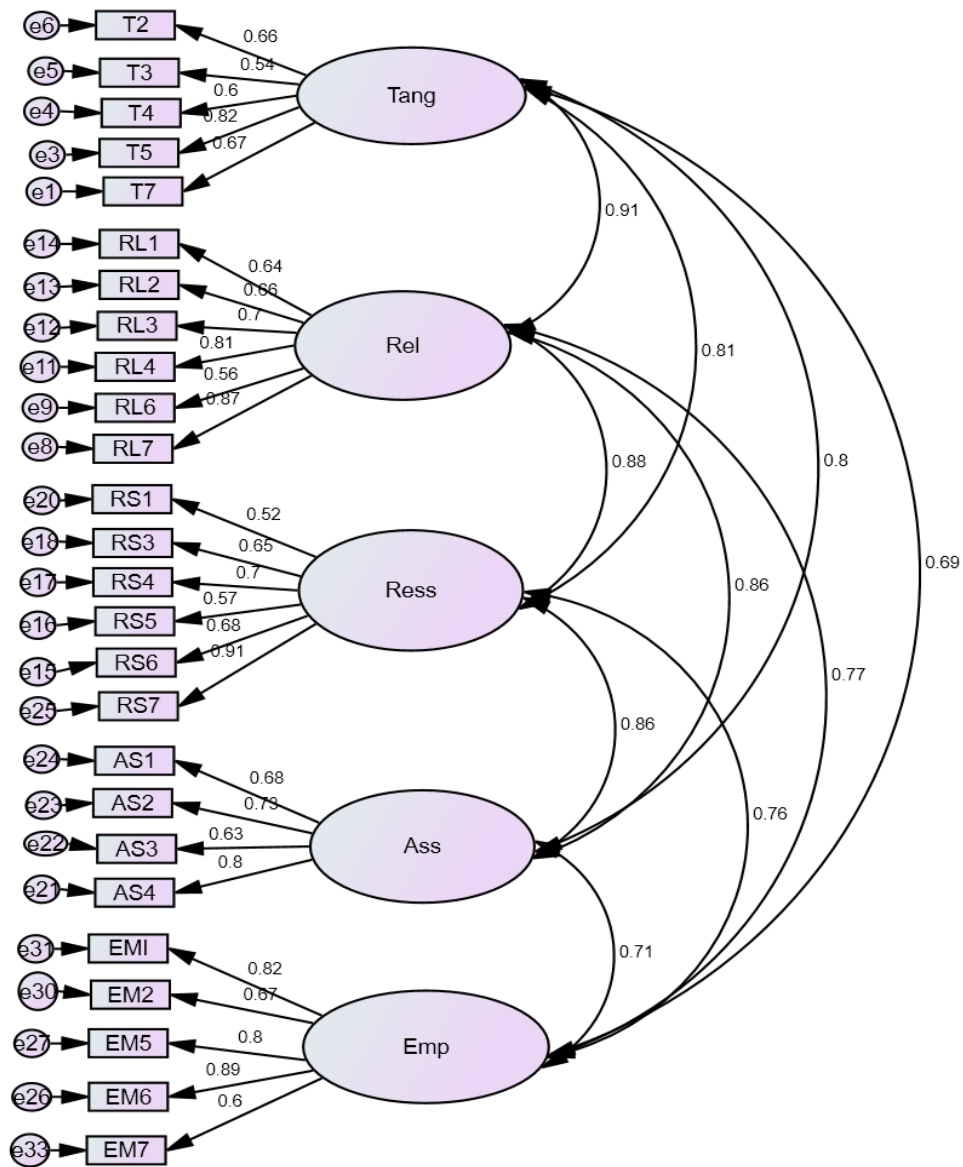 e6 T2
0.66
e5 T3
0.54
e4 T4
0.6
Tang
0.82
e3 T5
0.67
e1 T7
0.91
e14 RL1
0.64
e13 RL2
0.66
e12 RL3
0.7
Rel
0.81
0.81
e11 RL4
0.56
e9 RL6
0.87
e8 RL7
0.88
0.8
e20 RS1
0.52
e18 RS3
0.65
e17 RS4
0.7
Ress
0.86
0.69
e16 RS5
0.57
0.68
e15 RS6
0.91
0.77
e25 RS7
0.86
e24 AS1
0.68
e23 AS2
0.73
0.76
e22 AS3
0.63
Ass
0.8
e21 AS4
e31 EMI
0.71
0.82
e30 EM2
0.67
e27 EM5
0.8
Emp
0.89
e26 EM6
0.6
e33 EM7